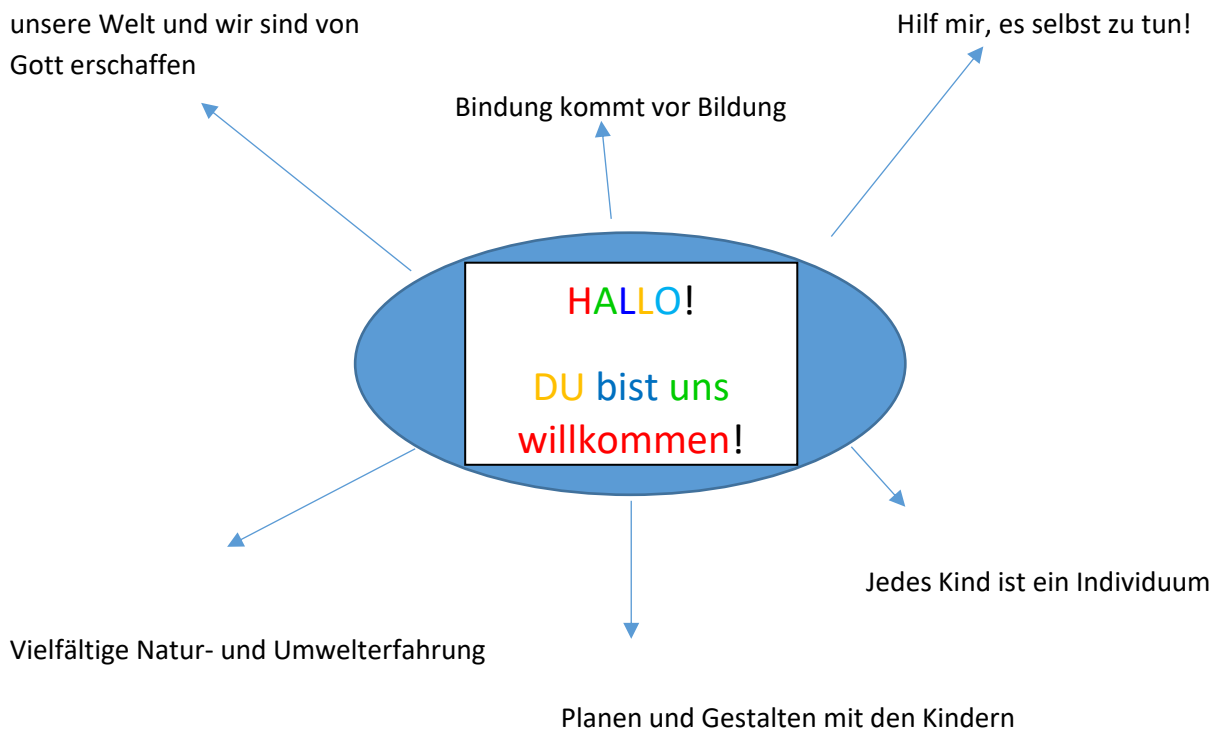 unsere Welt und wir sind von
Gott erschaffen
Hilf mir, es selbst zu tun!
Bindung kommt vor Bildung
HALLO!
DU bist uns
willkommen!
Jedes Kind ist ein Individuum
Vielfältige Natur- und Umwelterfahrung
Planen und Gestalten mit den Kindern